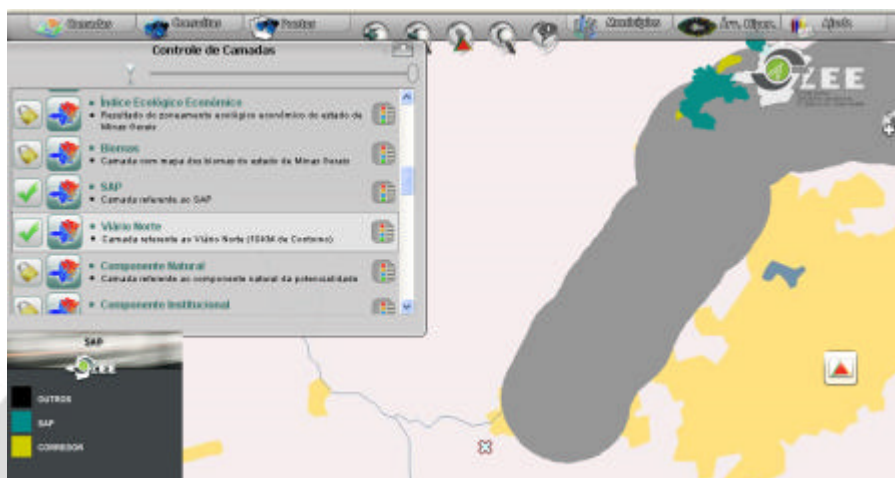 Camadas Consultas Pontos Municípios Ajuda
Controle de Camadas
• Índice Ecológico Econômico
• Resultado do zoneamento ecológico econômico do estado de
Minas Gerais
• Biomas
• Camada com mapa dos biomas do estado de Minas Gerais
• SAP
• Camada referente ao SAP
• Viário Norte
• Camada referente ao Viário Norte (10KM de Contorno)
• Componente Natural
• Camada referente ao componente natural da potencialidade
• Componente Institucional
ZEE
SAP
ZEE
OUTROS
SAP
CORREDOR